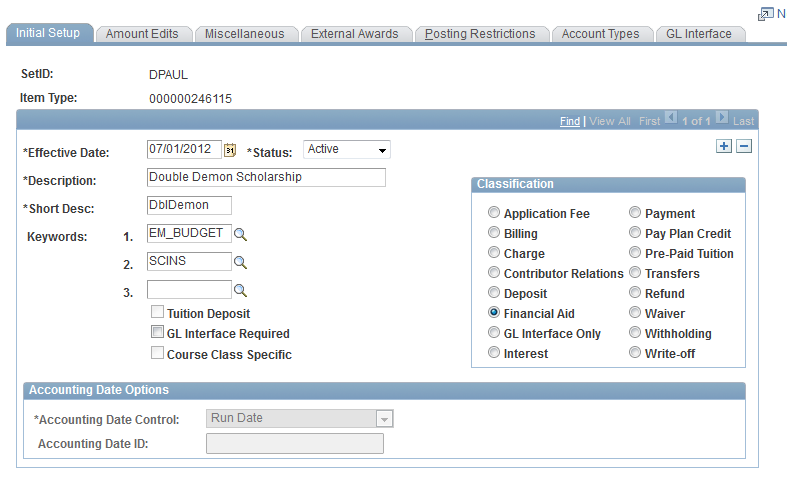 N
Initial Setup Amount Edits Miscellaneous External Awards Posting Restrictions Account Types GL Interface
SetID: DPAUL
Item Type: 000000246115
Find | View All First 1 of 1 Last
*Effective Date: 07/01/2012 31 *Status: Active
*Description: Double Demon Scholarship
*Short Desc: DblDemon
Keywords: 1. EM_BUDGET
2. SCINS
3.
Tuition Deposit
GL Interface Required
Course Class Specific
Classification
Application Fee Payment
Billing Pay Plan Credit
Charge Pre-Paid Tuition
Contributor Relations Transfers
Deposit Refund
Financial Aid Waiver
GL Interface Only Withholding
Interest Write-off
Accounting Date Options
*Accounting Date Control: Run Date
Accounting Date ID: